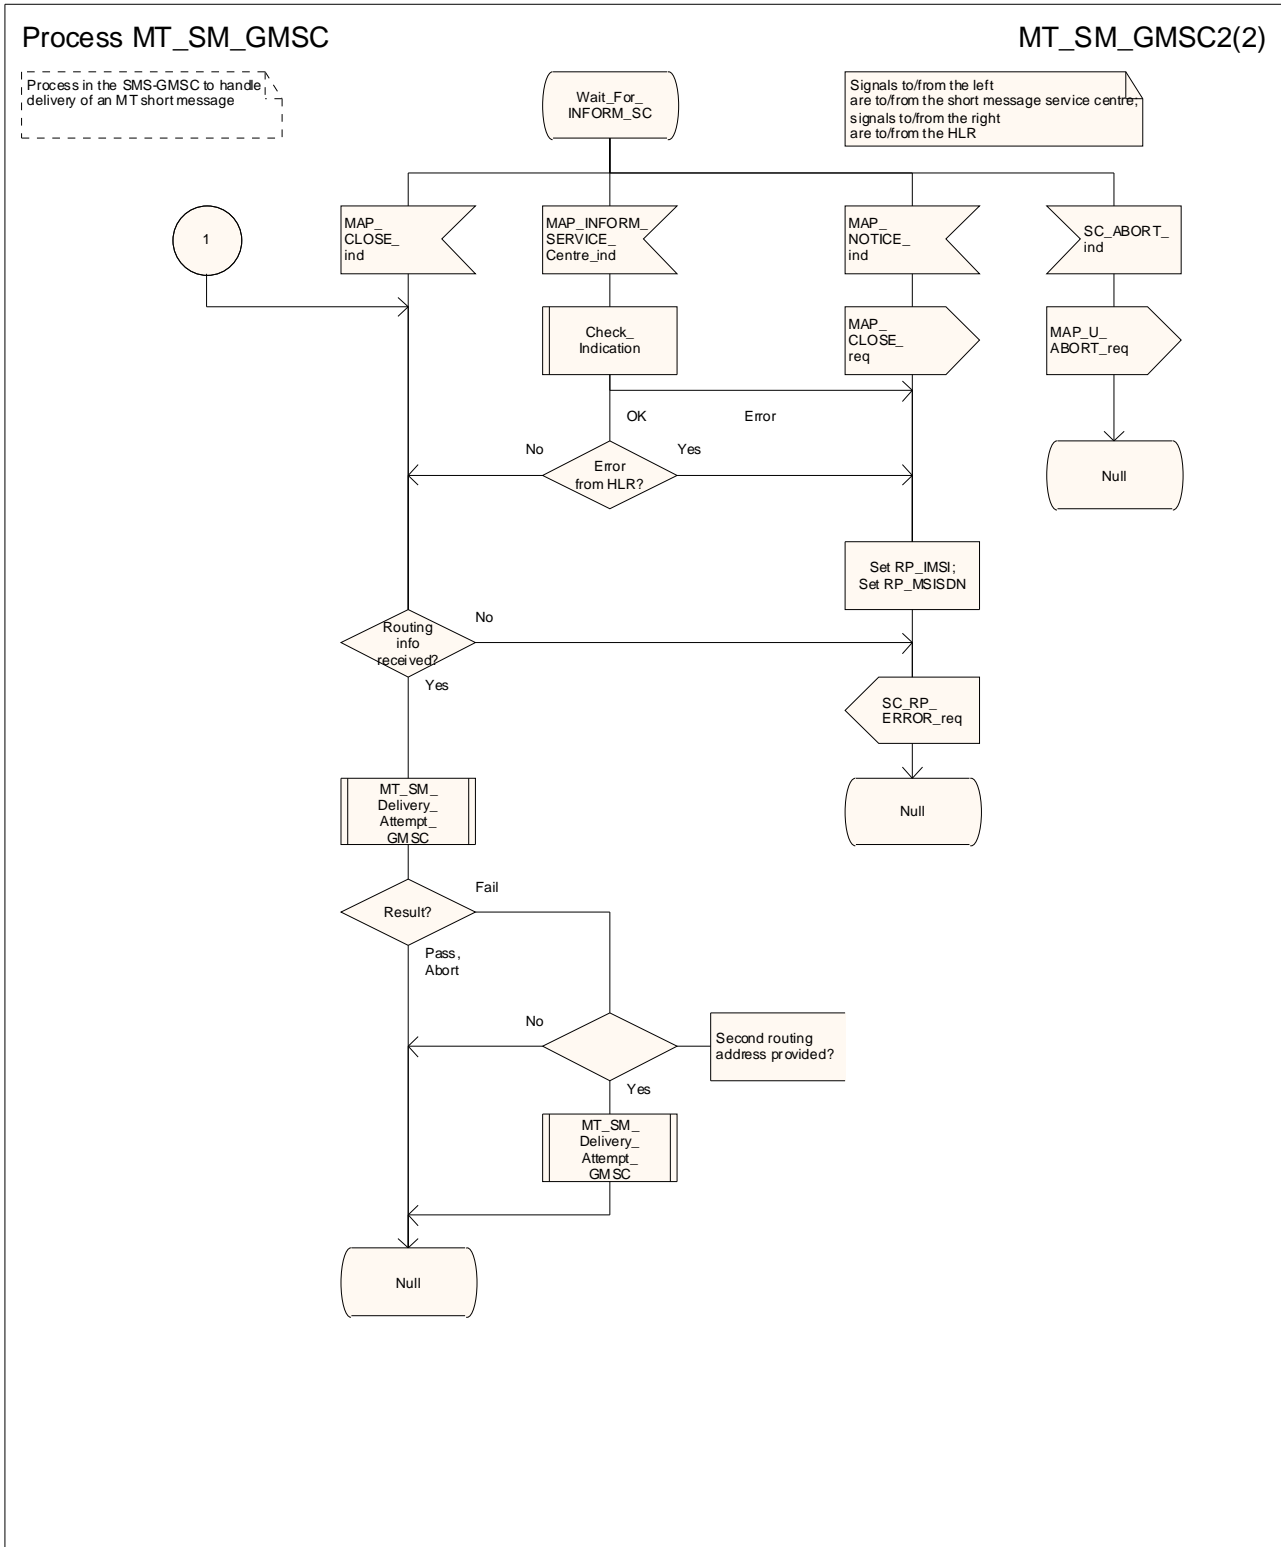 Process MT_SM_GMSC
MT_SM_GMSC2(2)
Process in the SMS-GMSC to handle
delivery of an MT short message
Wait_For_
INFORM_SC
Signals to/from the left
are to/from the short message service centre;
signals to/from the right
are to/from the HLR
1
MAP_
CLOSE_
ind
MAP_INFORM_
SERVICE_
Centre_ind
MAP_
NOTICE_
ind
SC_ABORT_
ind
Check_
Indication
MAP_
CLOSE_
req
MAP_U_
ABORT_req
OK
Error
No
Yes
Error
from HLR?
Null
Set RP_IMSI;
Set RP_MSISDN
No
Routing
info
received?
Yes
SC_RP_
ERROR_req
MT_SM_
Delivery_
Attempt_
GMSC
Null
Fail
Result?
Pass,
Abort
No
Second routing
address provided?
Yes
MT_SM_
Delivery_
Attempt_
GMSC
Null